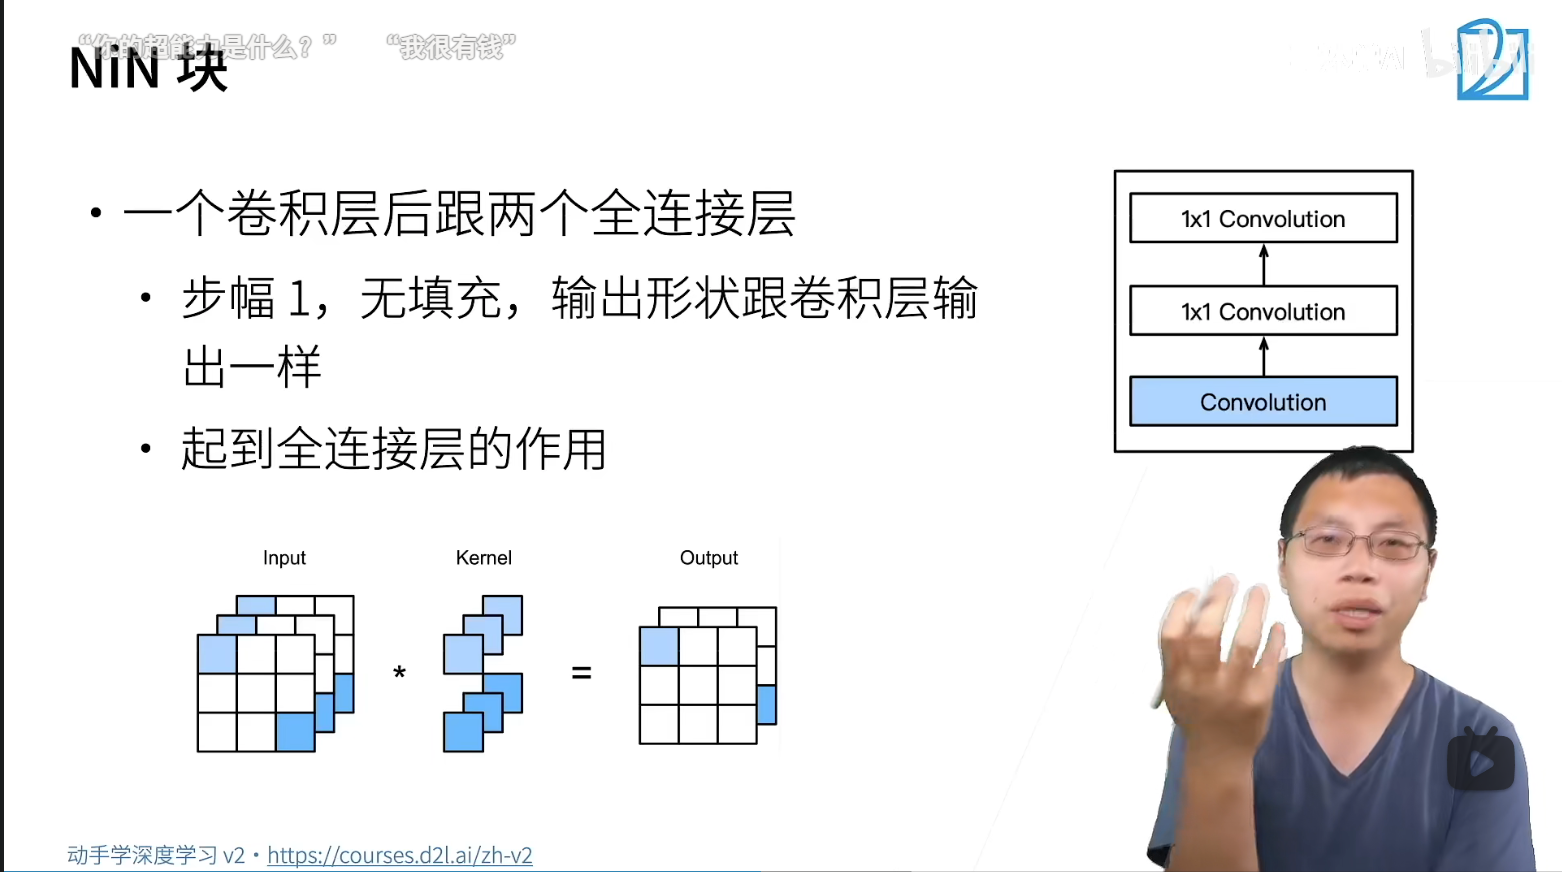 “你的超能力是什么？” “我很有钱”
NiN 块
bilibili
• 一个卷积层后跟两个全连接层
• 步幅 1，无填充，输出形状跟卷积层输
出一样
• 起到全连接层的作用
1x1 Convolution
1x1 Convolution
Convolution
Input Kernel Output
* =
动手学深度学习 v2 • https://courses.d2l.ai/zh-v2